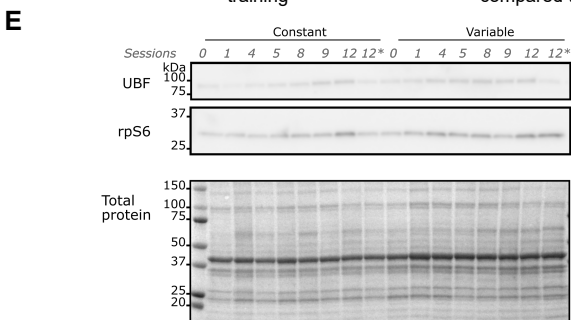 training compared
E
Constant Variable
Sessions 0 1 4 5 8 9 12 12* 0 1 4 5 8 9 12 12*
kDa
UBF 100
75
37
rpS6
25
150
Total protein 100
75
50
37
25
20